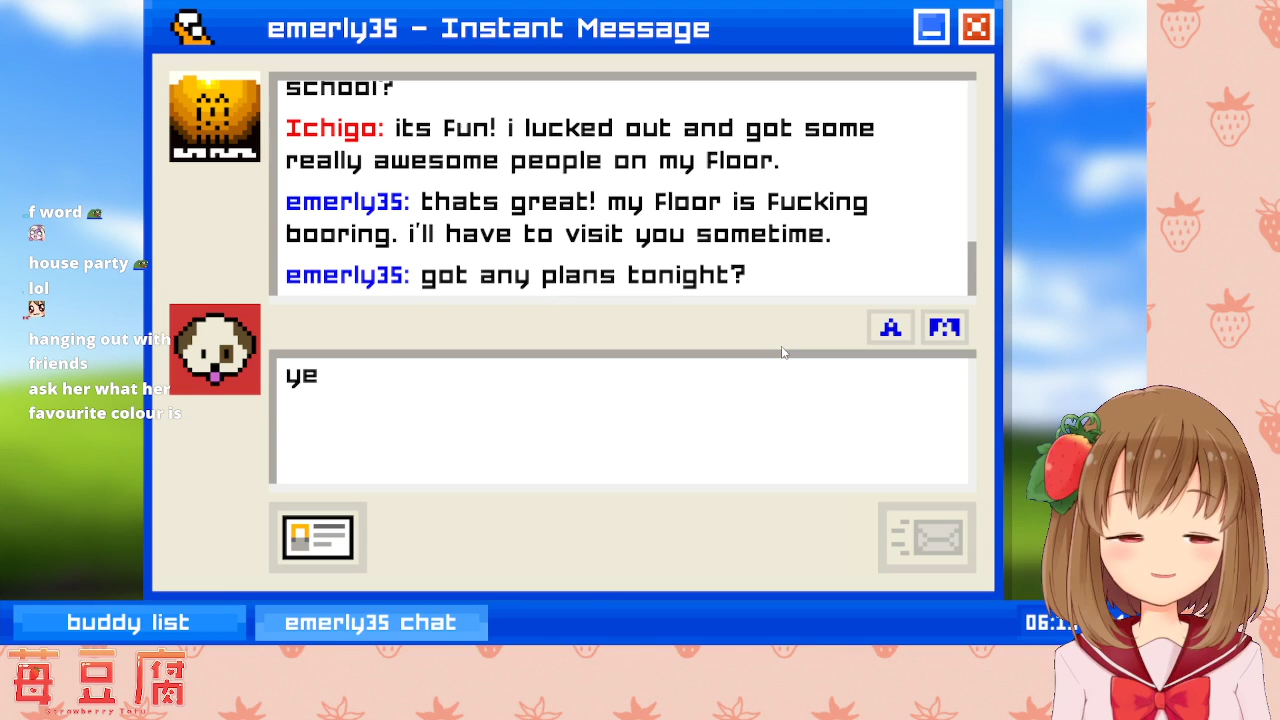 emerly35 - Instant Message
school?
Ichigo: its fun! i lucked out and got some
really awesome people on my floor.
emerly35: thats great! my floor is fucking
booring. i'll have to visit you sometime.
emerly35: got any plans tonight?
A
ye
f word
house party
lol
hanging out with
friends
ask her what her
favourite colour is
buddy list
emerly35 chat
苺豆腐
Strawberry Tofu